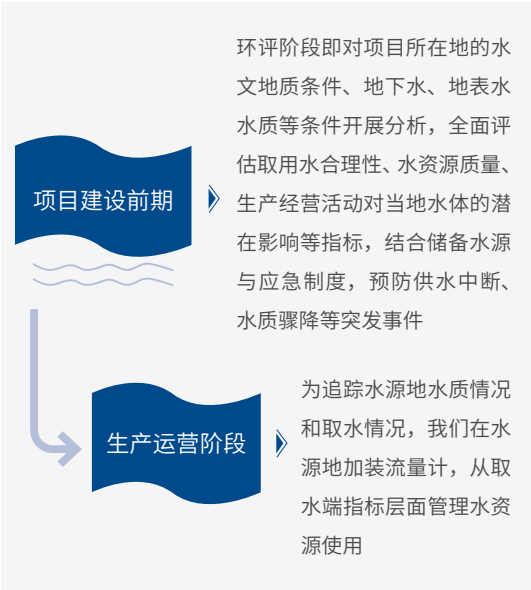 项目建设前期
环评阶段即对项目所在地的水
文地质条件、地下水、地表水
水质等条件开展分析，全面评
估取用水合理性、水资源质量、
生产经营活动对当地水体的潜
在影响等指标，结合储备水源
与应急制度，预防供水中断、
水质骤降等突发事件
生产运营阶段
为追踪水源地水质情况
和取水情况，我们在水
源地加装流量计，从取
水端指标层面管理水资
源使用